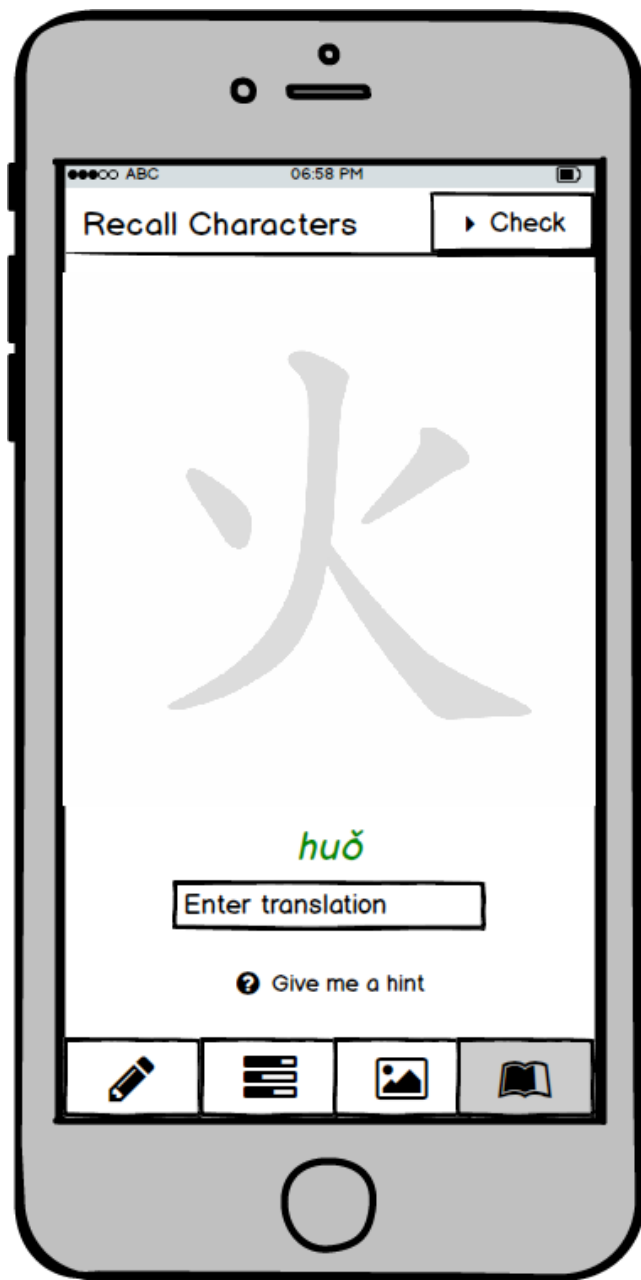 ABC 06:58 PM
Recall Characters Check
火
huǒ
Enter translation
Give me a hint